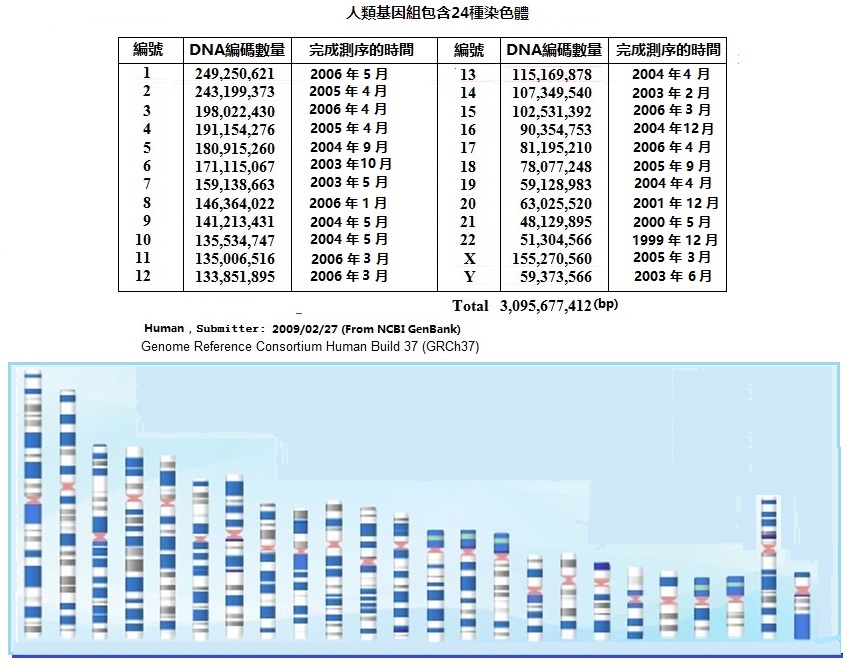 人類基因組包含24種染色體
編號 DNA編碼數量 完成測序的時間 編號 DNA編碼數量 完成測序的時間
1 249,250,621 2006 年 5 月 13 115,169,878 2004 年 4 月
2 243,199,373 2005 年 4 月 14 107,349,540 2003 年 2 月
3 198,022,430 2006 年 4 月 15 102,531,392 2006 年 3 月
4 191,154,276 2005 年 4 月 16 90,354,753 2004 年12 月
5 180,915,260 2004 年 9 月 17 81,195,210 2006 年 4 月
6 171,115,067 2003 年10 月 18 78,077,248 2005 年 9 月
7 159,138,663 2003 年 5 月 19 59,128,983 2004 年 4 月
8 146,364,022 2006 年 1 月 20 63,025,520 2001 年 12 月
9 141,213,431 2004 年 5 月 21 48,129,895 2000 年 5 月
10 135,534,747 2004 年 5 月 22 51,304,566 1999 年 12 月
11 135,006,516 2006 年 3 月 X 155,270,560 2005 年 3 月
12 133,851,895 2006 年 3 月 Y 59,373,566 2003 年 6 月
Total 3,095,677,412 (bp)
Human , Submitter: 2009/02/27 (From NCBI GenBank)
Genome Reference Consortium Human Build 37 (GRCh37)